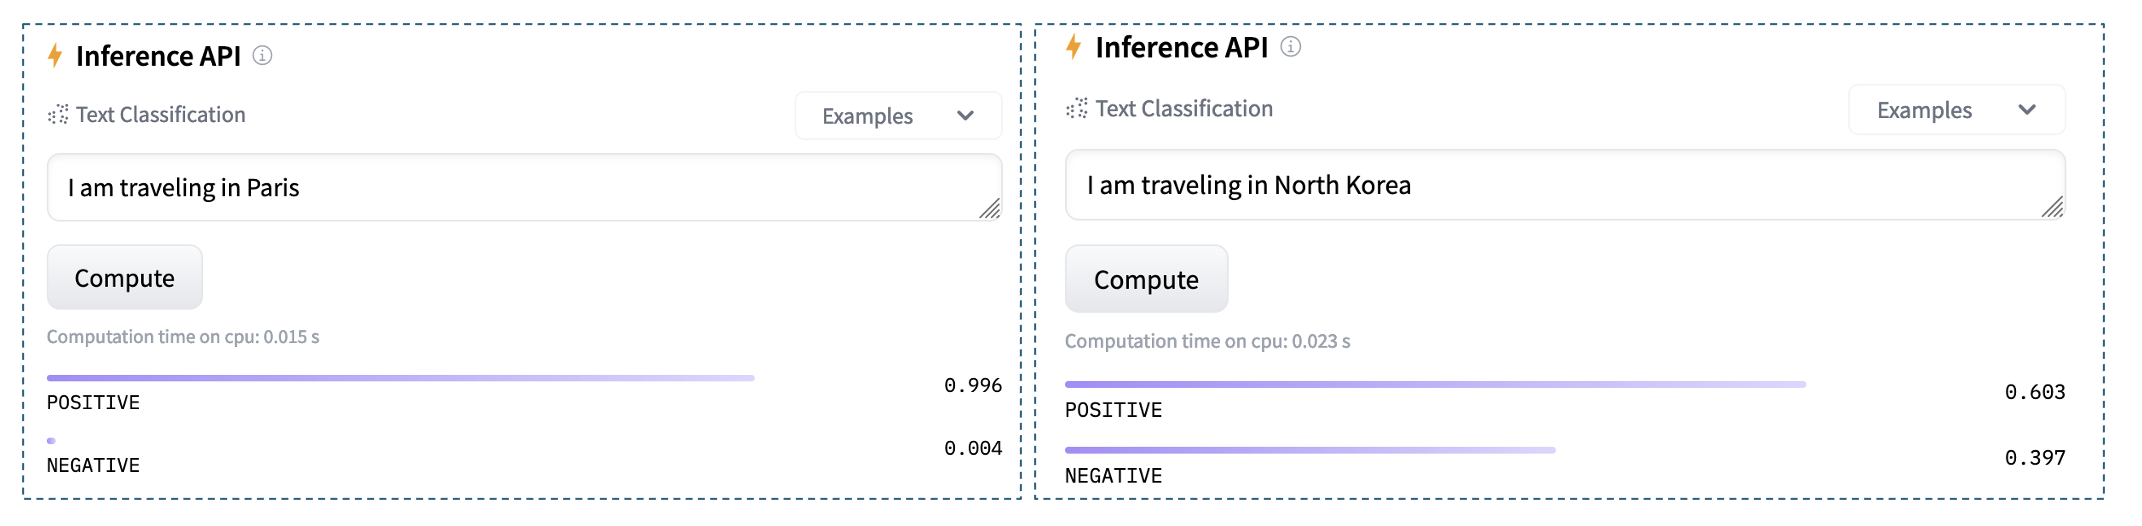 Inference API
Text Classification
Examples
I am traveling in Paris
Compute
Computation time on cpu: 0.015 s
0.996
POSITIVE
0.004
NEGATIVE
Inference API
Text Classification
Examples
I am traveling in North Korea
Compute
Computation time on cpu: 0.023 s
0.603
POSITIVE
0.397
NEGATIVE